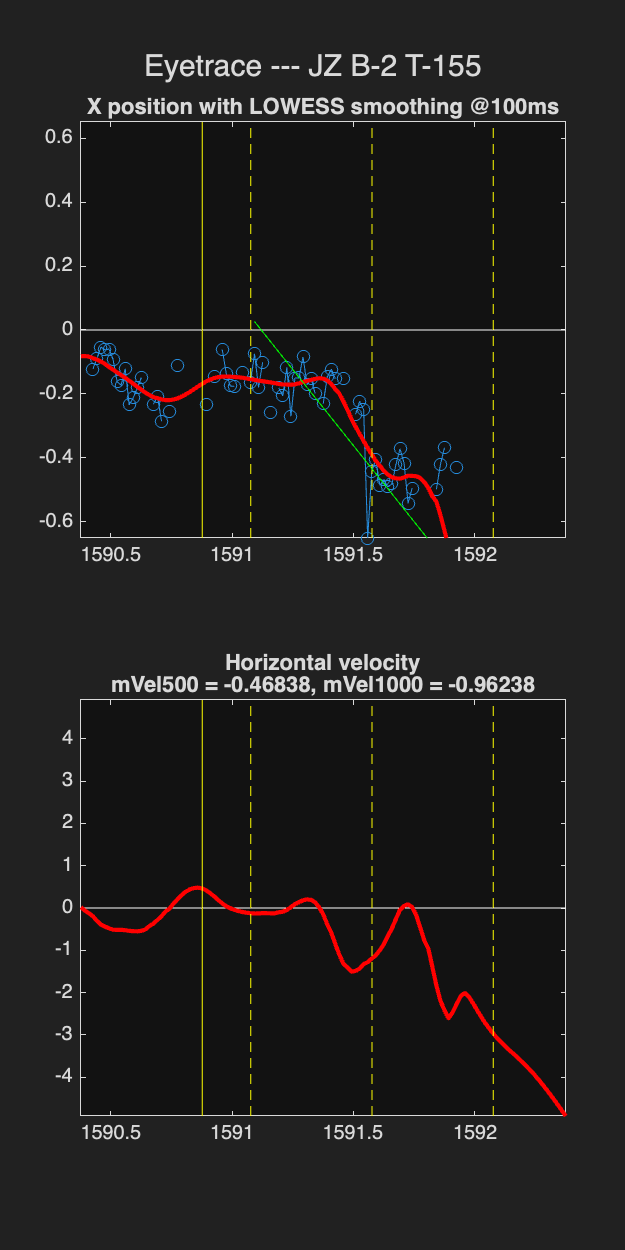 Eyetrace --- JZ B-2 T-155
X position with LOWESS smoothing @100ms
0.6
0.4
0.2
0
-0.2
-0.4
-0.6
1590.5 1591 1591.5 1592
Horizontal velocity
mVel500 = -0.46838, mVel1000 = -0.96238
4
3
2
1
0
-1
-2
-3
-4
1590.5 1591 1591.5 1592